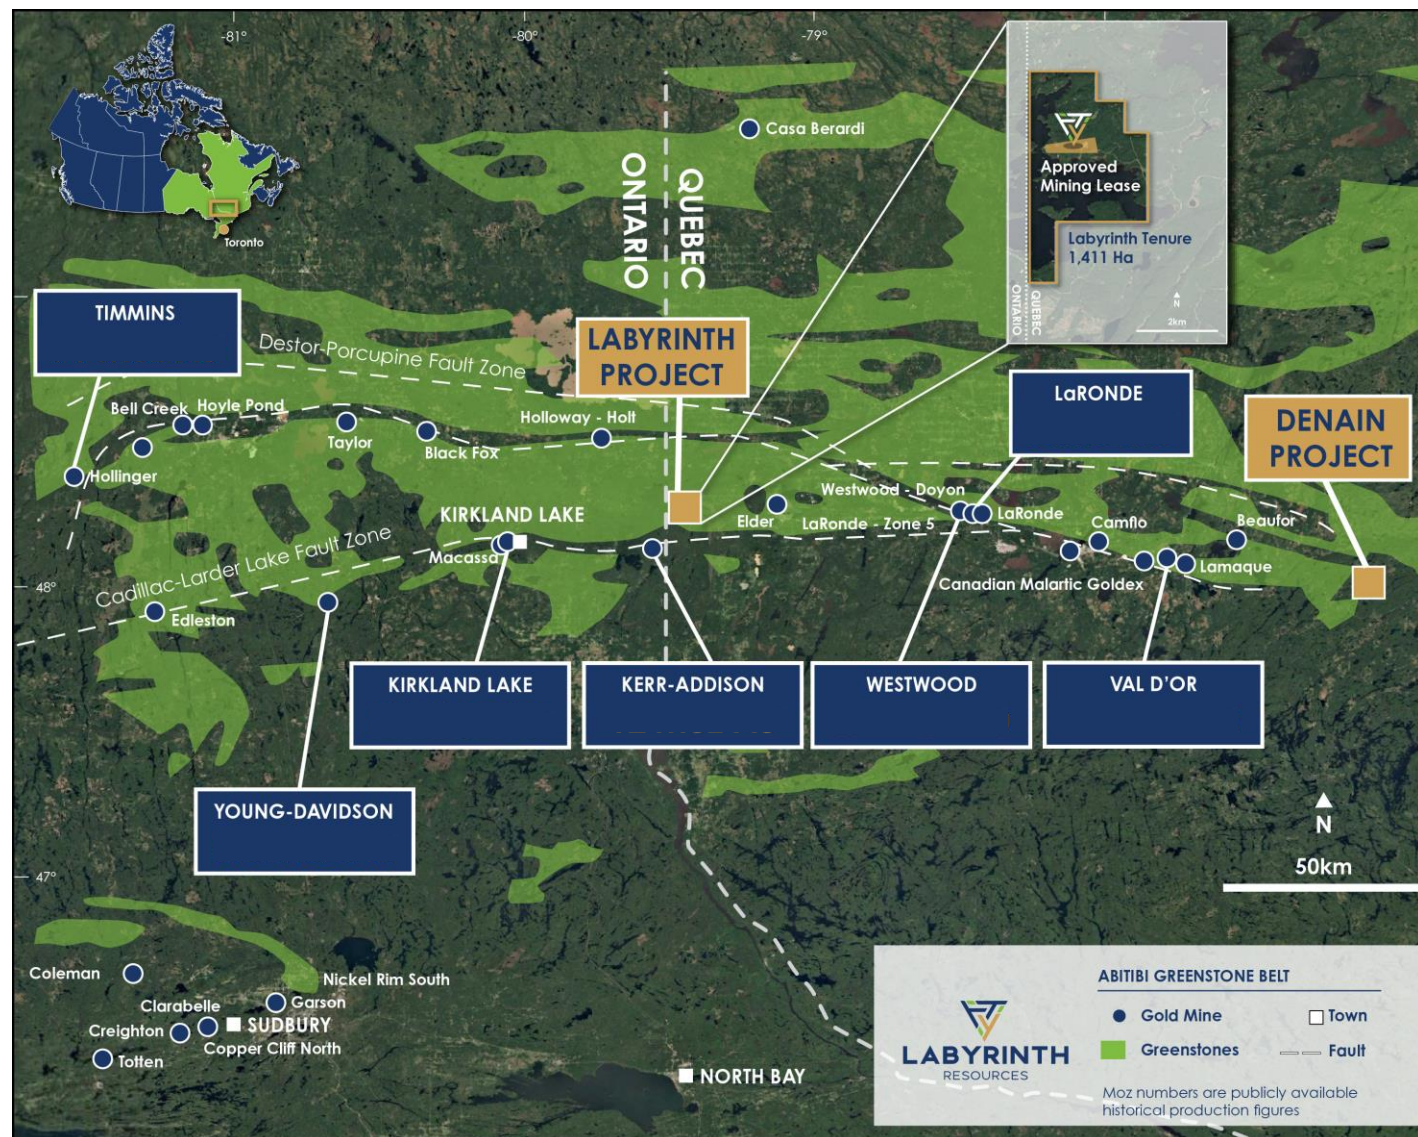 -81°
-80°
-79°
Casa Berardi
ONTARIO
QUEBEC
Toronto
Approved
Mining Lease
Labyrinth Tenure
1,411 Ha
ONTARIO
QUEBEC
N
2km
TIMMINS
Destor-Porcupine Fault Zone
LABYRINTH
PROJECT
LaRONDE
DENAIN
PROJECT
Bell Creek
Hoyle Pond
Taylor
Black Fox
Holloway - Holt
Hollinger
Westwood - Doyon
Elder
LaRonde - Zone 5
LaRonde
Camflo
Beaufor
KIRKLAND LAKE
Macassa
Cadillac-Larder Lake Fault Zone
Canadian Malartic Goldex
Lamaque
48°
Edleston
KIRKLAND LAKE
KERR-ADDISON
WESTWOOD
VAL D'OR
YOUNG-DAVIDSON
N
50km
47°
Coleman
Nickel Rim South
Clarabelle
Garson
Creighton
SUDBURY
Copper Cliff North
Totten
NORTH BAY
LABYRINTH
RESOURCES
ABITIBI GREENSTONE BELT
Gold Mine
Town
Greenstones
Fault
Moz numbers are publicly available
historical production figures